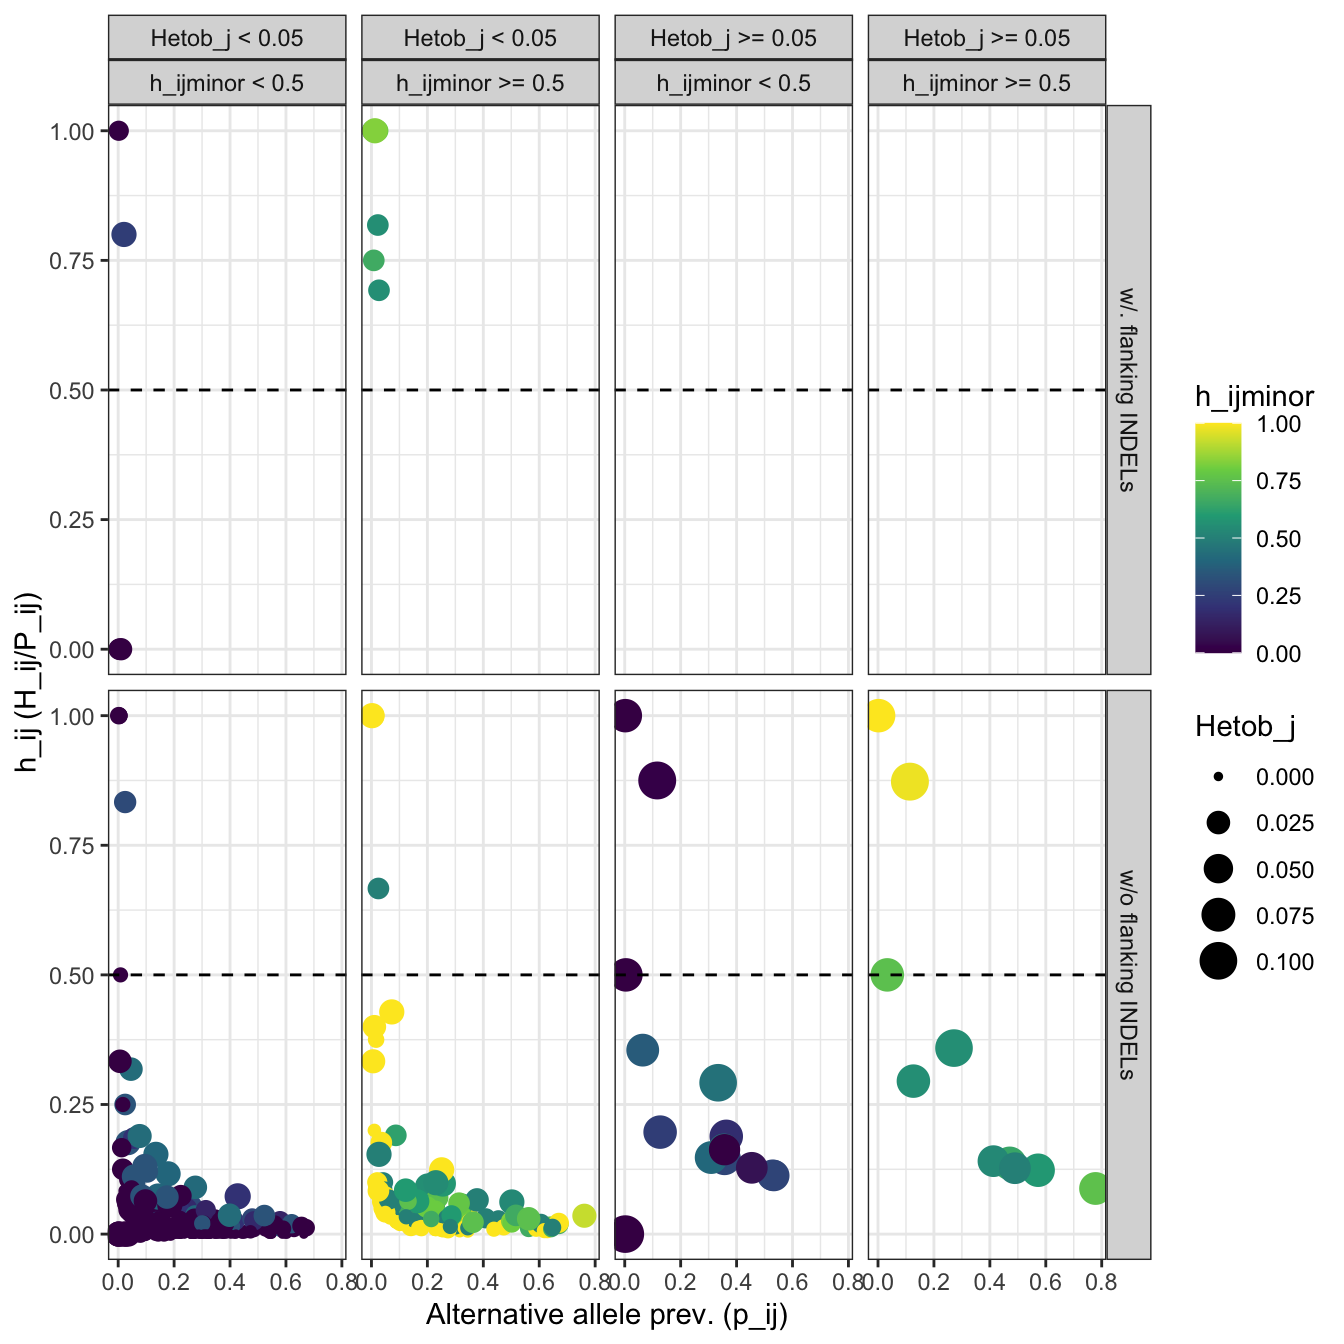 Hetob_j < 0.05
Hetob_j < 0.05
Hetob_j >= 0.05
Hetob_j >= 0.05
h_ijminor < 0.5
h_ijminor >= 0.5
h_ijminor < 0.5
h_ijminor >= 0.5
1.00
0.75
0.50
0.25
0.00
w/. flanking INDELs
1.00
0.75
0.50
0.25
0.00
w/o flanking INDELs
h_ij (H_ij/P_ij)
0.0 0.2 0.4 0.6 0.8
0.0 0.2 0.4 0.6 0.8
0.0 0.2 0.4 0.6 0.8
0.0 0.2 0.4 0.6 0.8
Alternative allele prev. (p_ij)
h_ijminor
1.00
0.75
0.50
0.25
0.00
Hetob_j
0.000
0.025
0.050
0.075
0.100